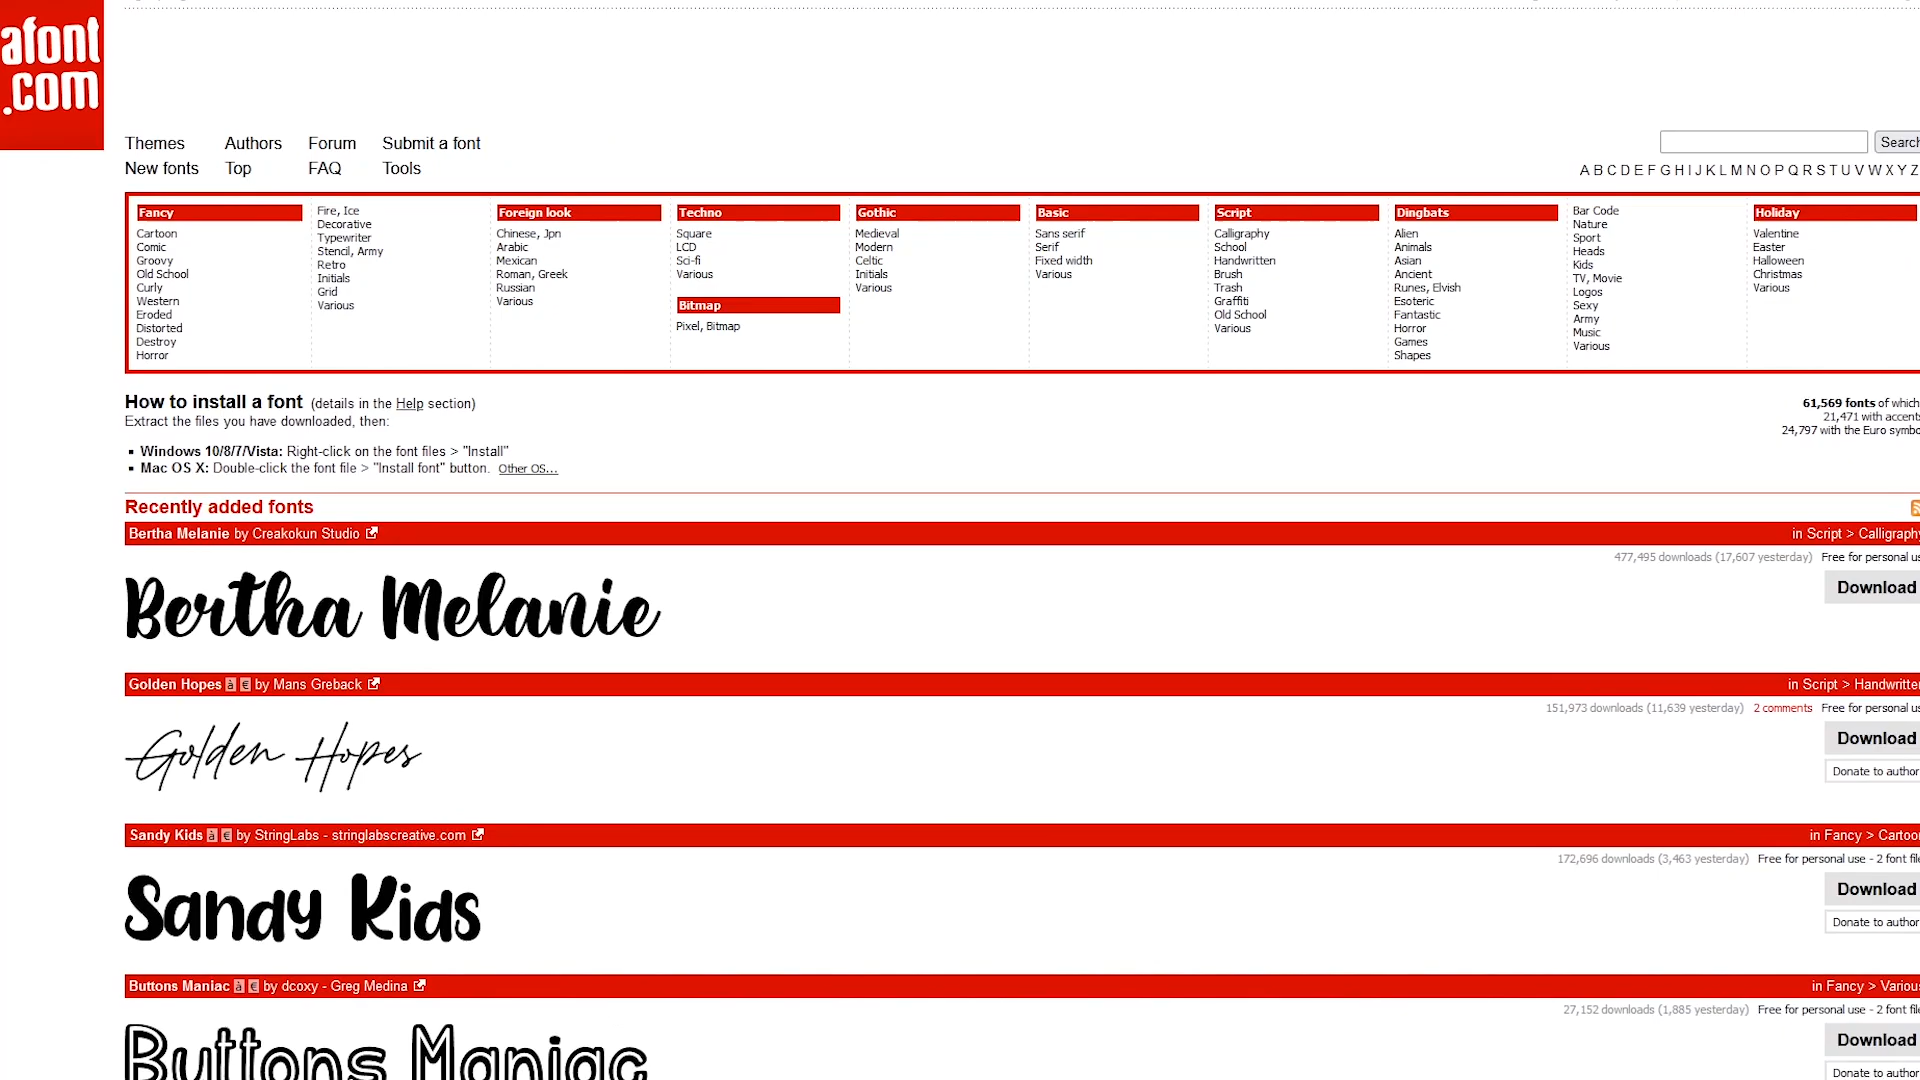 afont
.com
Themes Authors Forum Submit a font
New fonts Top FAQ Tools
Search
A B C D E F G H I J K L M N O P Q R S T U V W X Y Z
Fancy
Cartoon
Comic
Groovy
Old School
Curly
Western
Eroded
Distorted
Destroy
Horror
Fire, Ice
Decorative
Typewriter
Stencil, Army
Retro
Initials
Grid
Various
Foreign look
Chinese, Jpn
Arabic
Mexican
Roman, Greek
Russian
Various
Techno
Square
LCD
Sci-fi
Various
Bitmap
Pixel, Bitmap
Gothic
Medieval
Modern
Celtic
Initials
Various
Basic
Sans serif
Serif
Fixed width
Various
Script
Calligraphy
School
Handwritten
Brush
Trash
Graffiti
Old School
Various
Dingbats
Alien
Animals
Asian
Ancient
Runes, Elvish
Esoteric
Fantastic
Horror
Games
Shapes
Bar Code
Nature
Sport
Heads
Kids
TV, Movie
Logos
Sexy
Army
Music
Various
Holiday
Valentine
Easter
Halloween
Christmas
Various
How to install a font (details in the Help section)
Extract the files you have downloaded, then:
▪ Windows 10/8/7/Vista: Right-click on the font files > "Install"
▪ Mac OS X: Double-click the font file > "Install font" button. Other OS...
61,569 fonts of which
21,471 with accents
24,797 with the Euro symbo
Recently added fonts
Bertha Melanie by Creakokun Studio in Script > Calligraphy
477,495 downloads (17,607 yesterday) Free for personal us
Bertha Melanie
Download
Golden Hopes à € by Mans Greback in Script > Handwritten
151,973 downloads (11,639 yesterday) 2 comments Free for personal us
Golden Hopes
Download
Donate to author
Sandy Kids à € by StringLabs - stringlabscreative.com in Fancy > Cartoo
172,696 downloads (3,463 yesterday) Free for personal use - 2 font file
Sandy Kids
Download
Donate to author
Buttons Maniac à € by dcoxy - Greg Medina in Fancy > Various
27,152 downloads (1,885 yesterday) Free for personal use - 2 font file
Buttons Maniac
Download
Donate to author